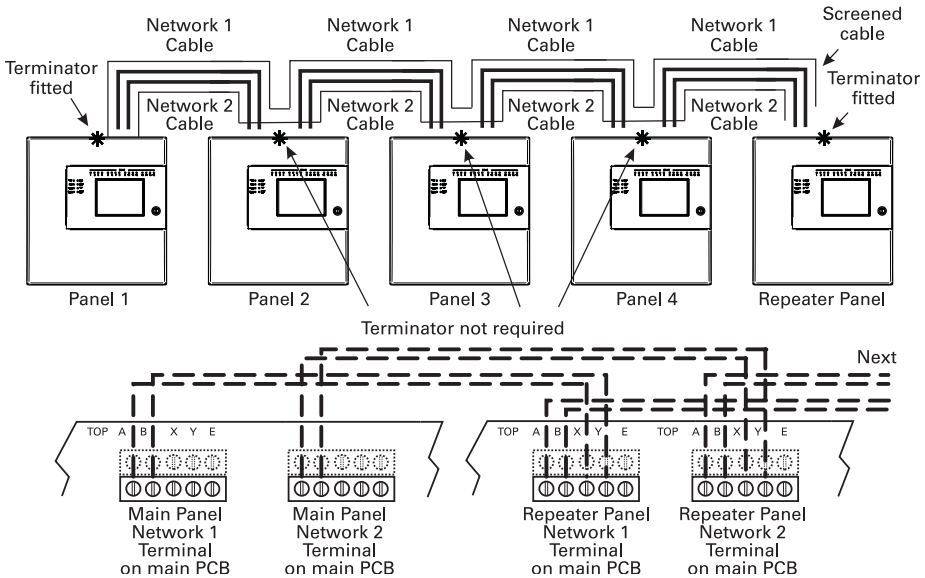 Network 1
Cable
Network 1
Cable
Network 1
Cable
Network 1
Cable
Screened
cable
Terminator
fitted
Terminator
fitted
Network 2
Cable
Network 2
Cable
Network 2
Cable
Network 2
Cable
Panel 1
Panel 2
Panel 3
Panel 4
Repeater Panel
Terminator not required
Next
TOP A B X Y E
TOP A B X Y E
TOP A B X Y E
Main Panel
Network 1
Terminal
on main PCB
Main Panel
Network 2
Terminal
on main PCB
Repeater Panel
Network 1
Terminal
on main PCB
Repeater Panel
Network 2
Terminal
on main PCB